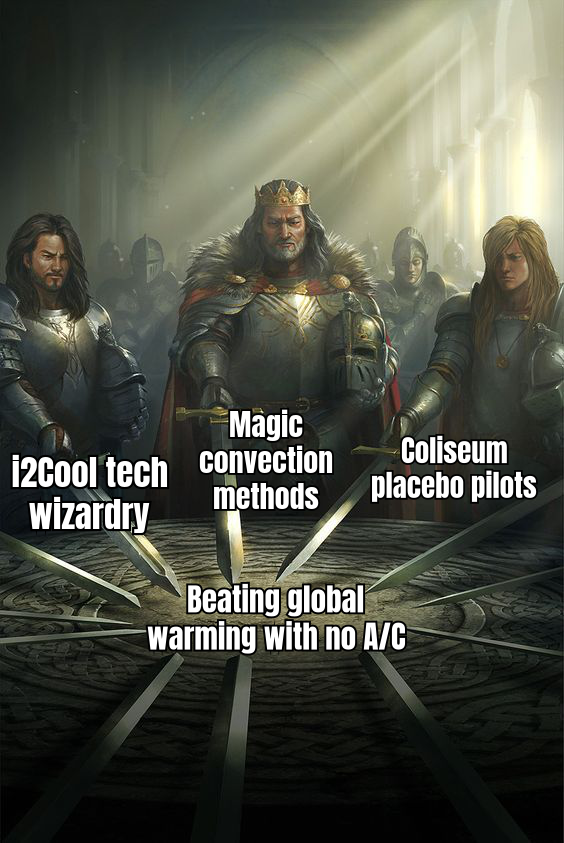 i2Cool tech
wizardry
Magic
convection
methods
Coliseum
placebo pilots
Beating global
warming with no A/C